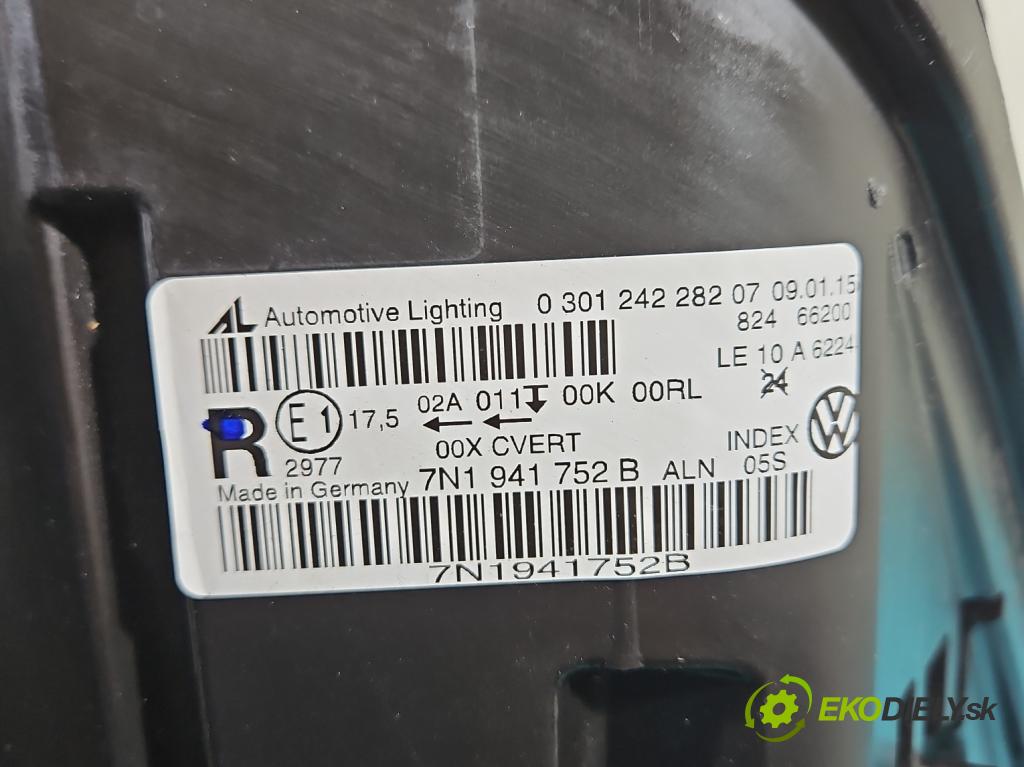 AL Automotive Lighting 0 301 242 282 07 09.01.15
824 66200
LE 10 A 6224
24
R E1 17,5 02A 011 00K 00RL
2977 00X CVERT INDEX VW
Made in Germany 7N1 941 752 B ALN 05S
7N1941752B
EKODIELY.sk